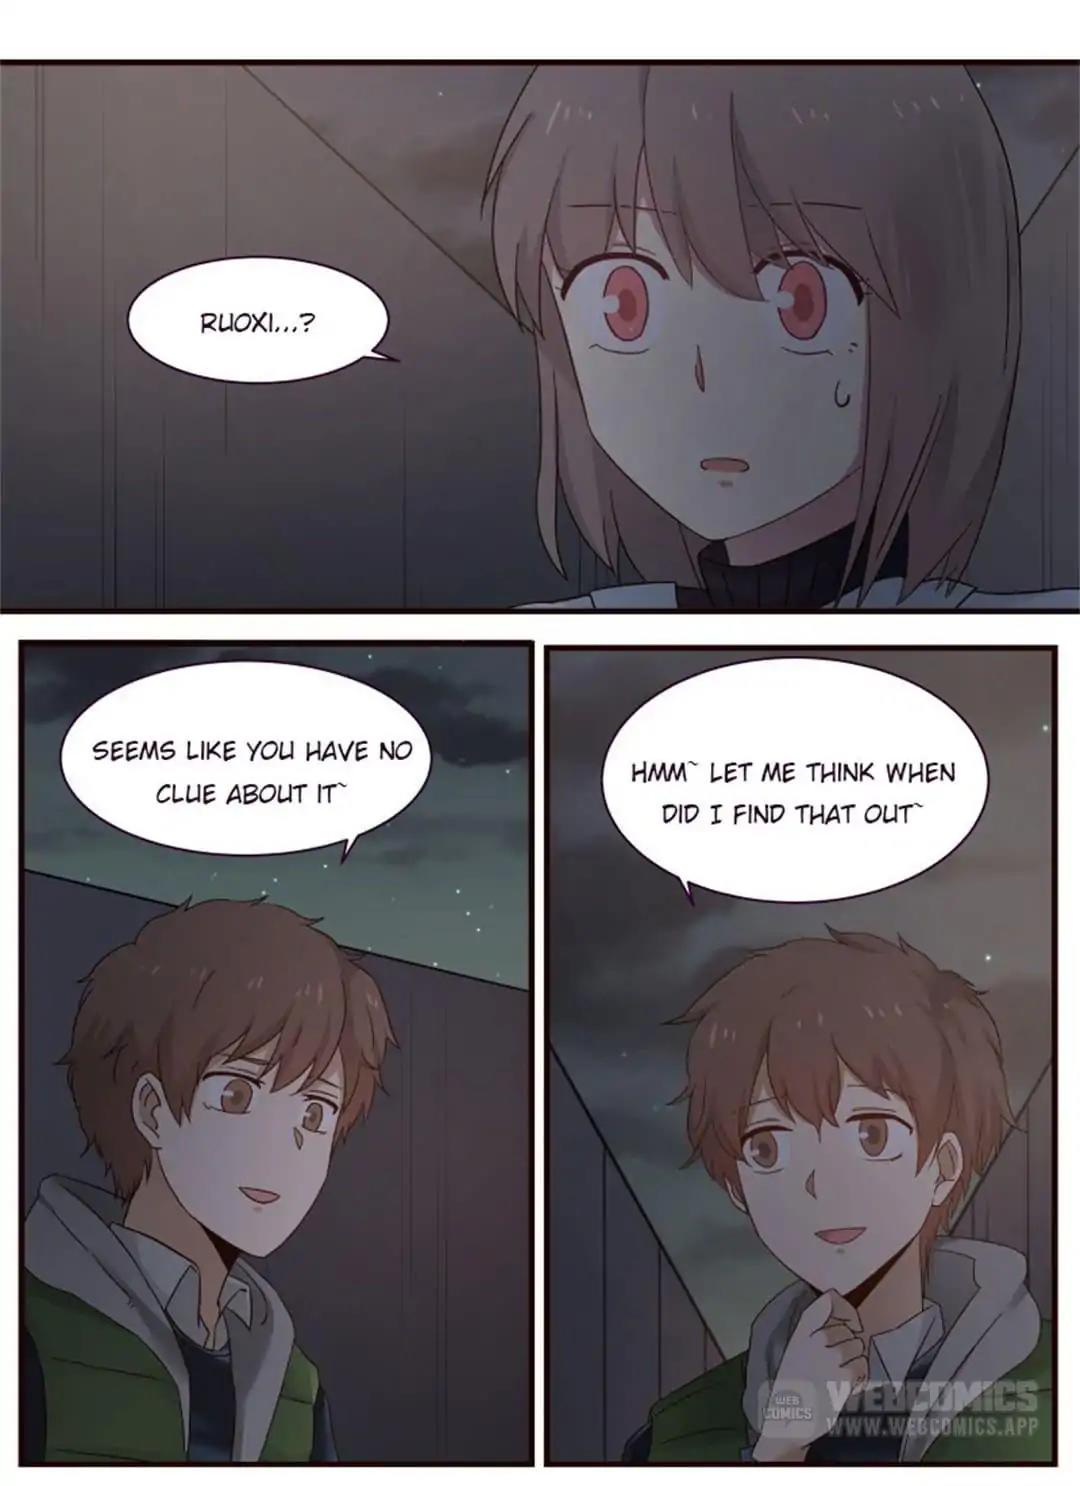 RUOXI...?
SEEMS LIKE YOU HAVE NO
CLUE ABOUT IT~
HMM~ LET ME THINK WHEN
DID I FIND THAT OUT~
WEB
COMICS
WEBCOMICS
WWW.WEBCOMICS.APP